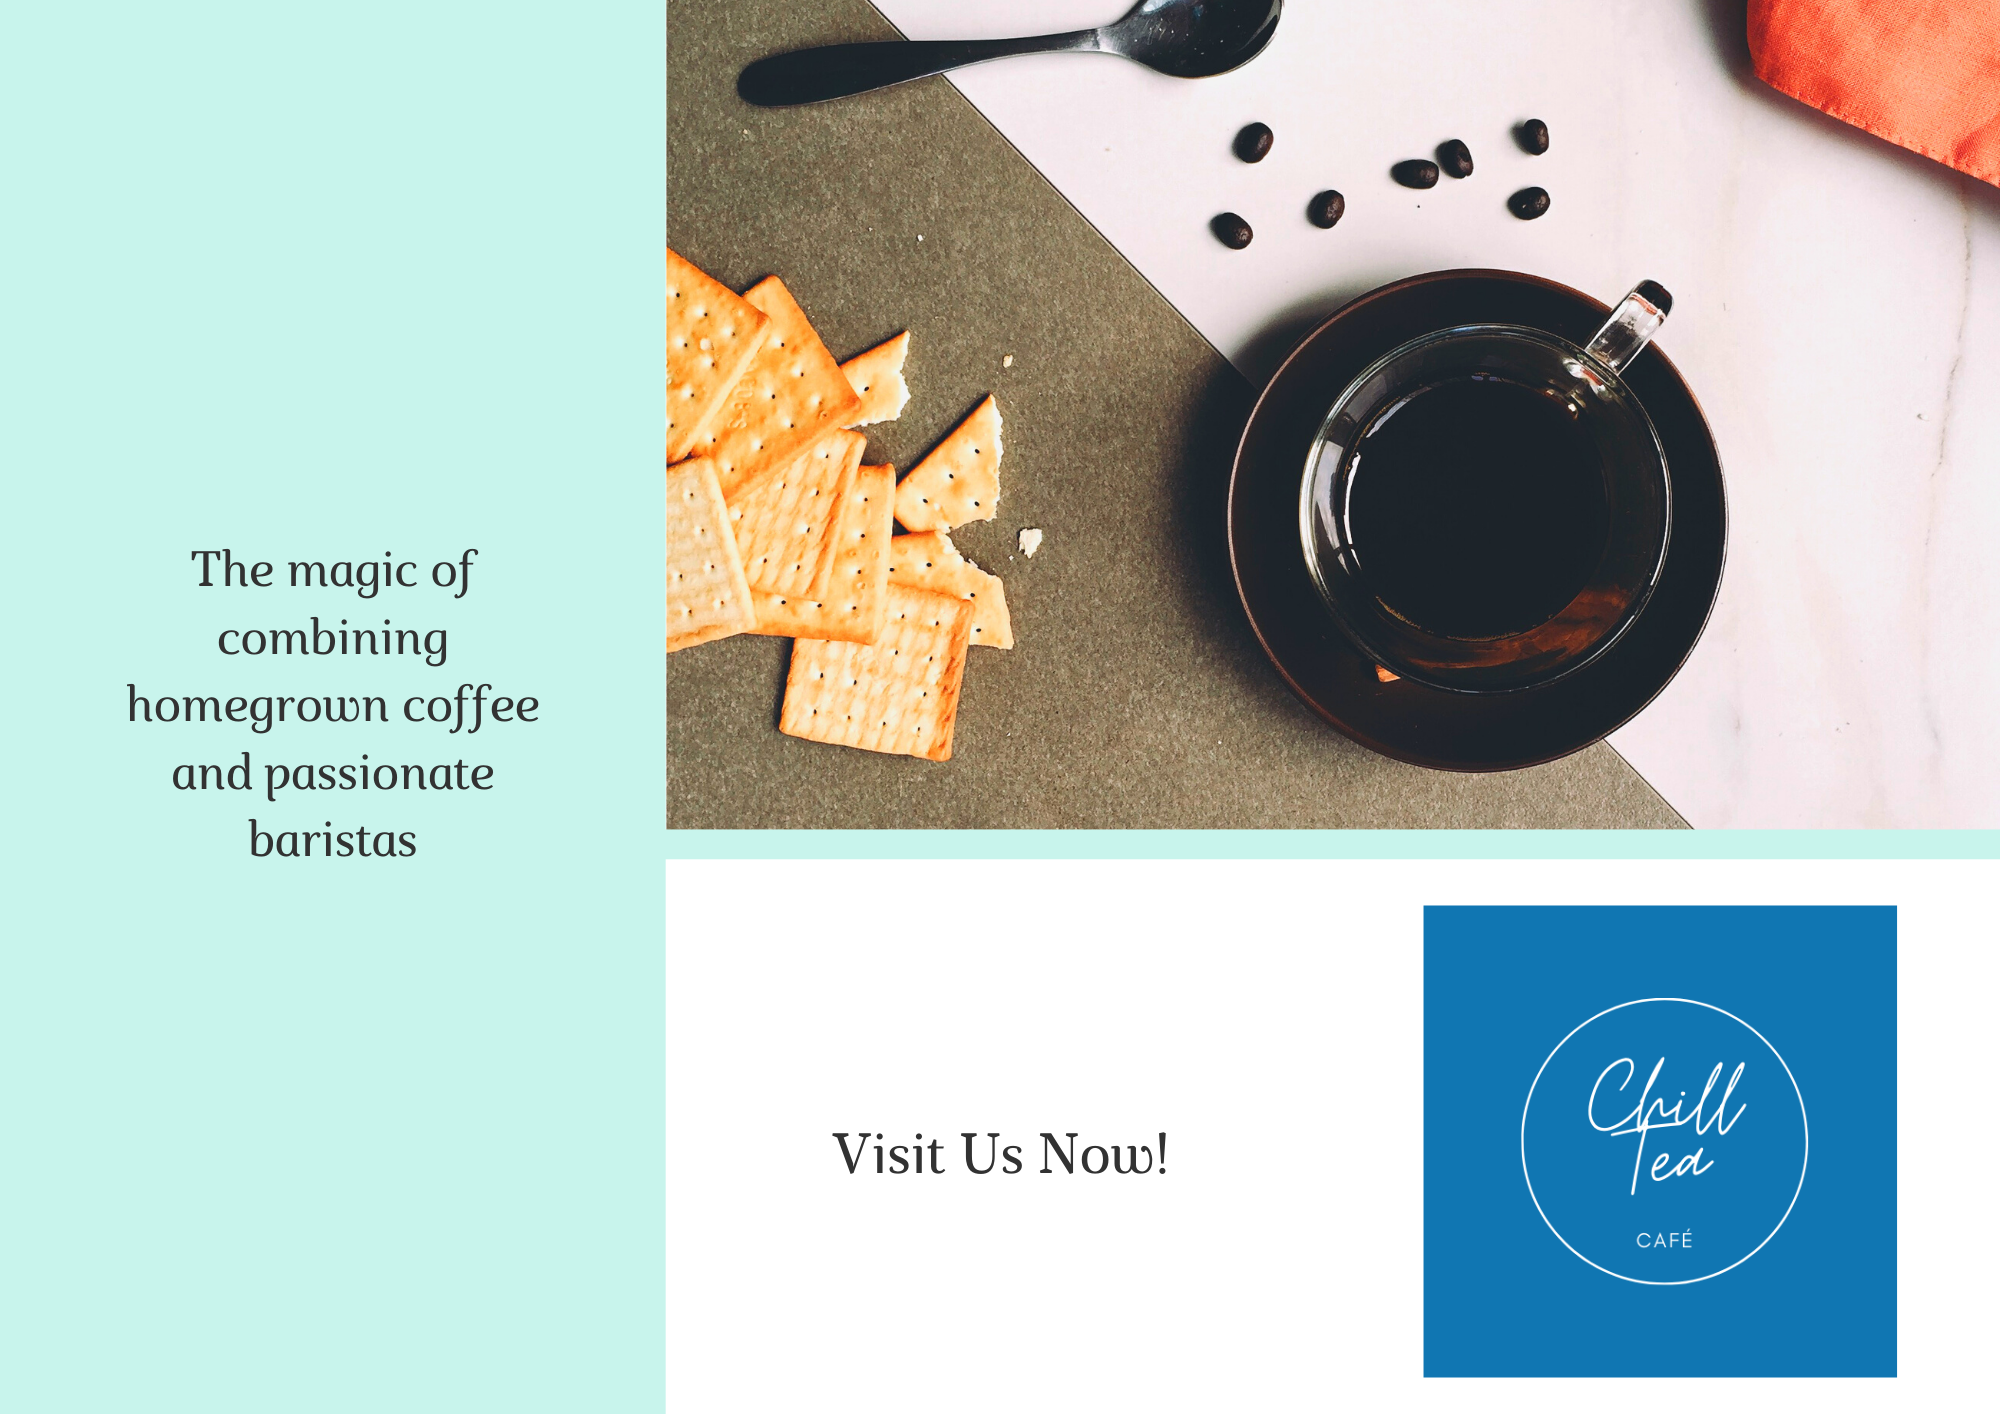 The magic of
combining
homegrown coffee
and passionate
baristas
Visit Us Now!
Chill
Tea
CAFÉ